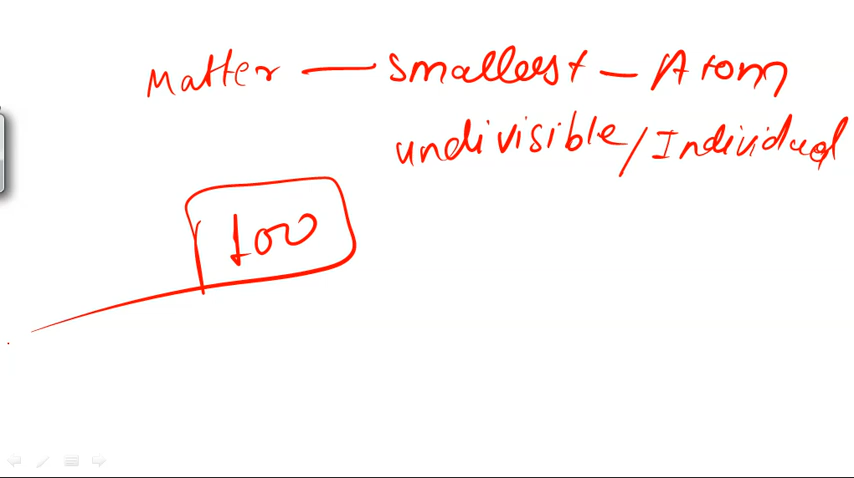 Matter — smallest — Atom
undivisible/Individual
100